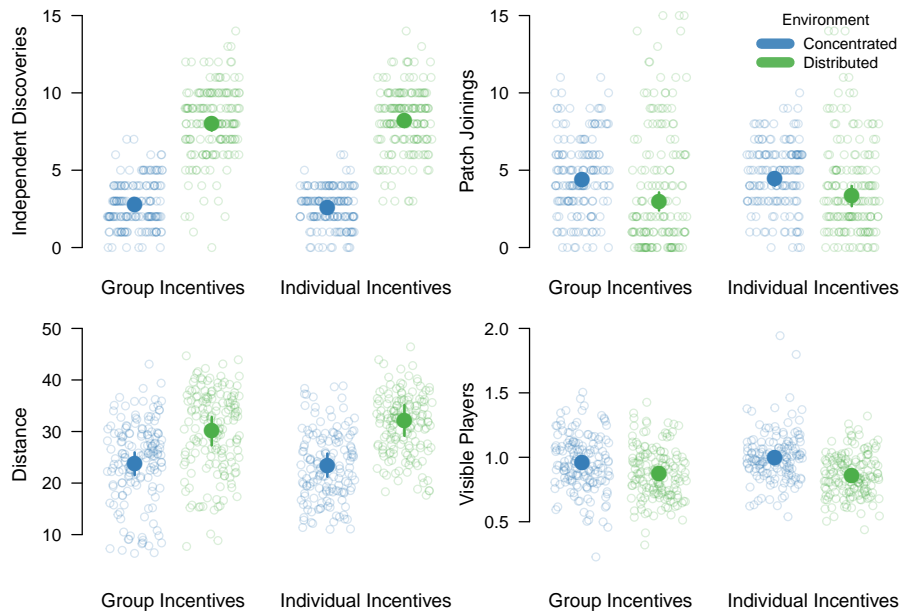 Independent Discoveries
15
10
5
0
Group Incentives
Individual Incentives
Patch Joinings
15
10
5
0
Environment
Concentrated
Distributed
Group Incentives
Individual Incentives
Distance
50
40
30
20
10
Group Incentives
Individual Incentives
Visible Players
2.0
1.5
1.0
0.5
Group Incentives
Individual Incentives